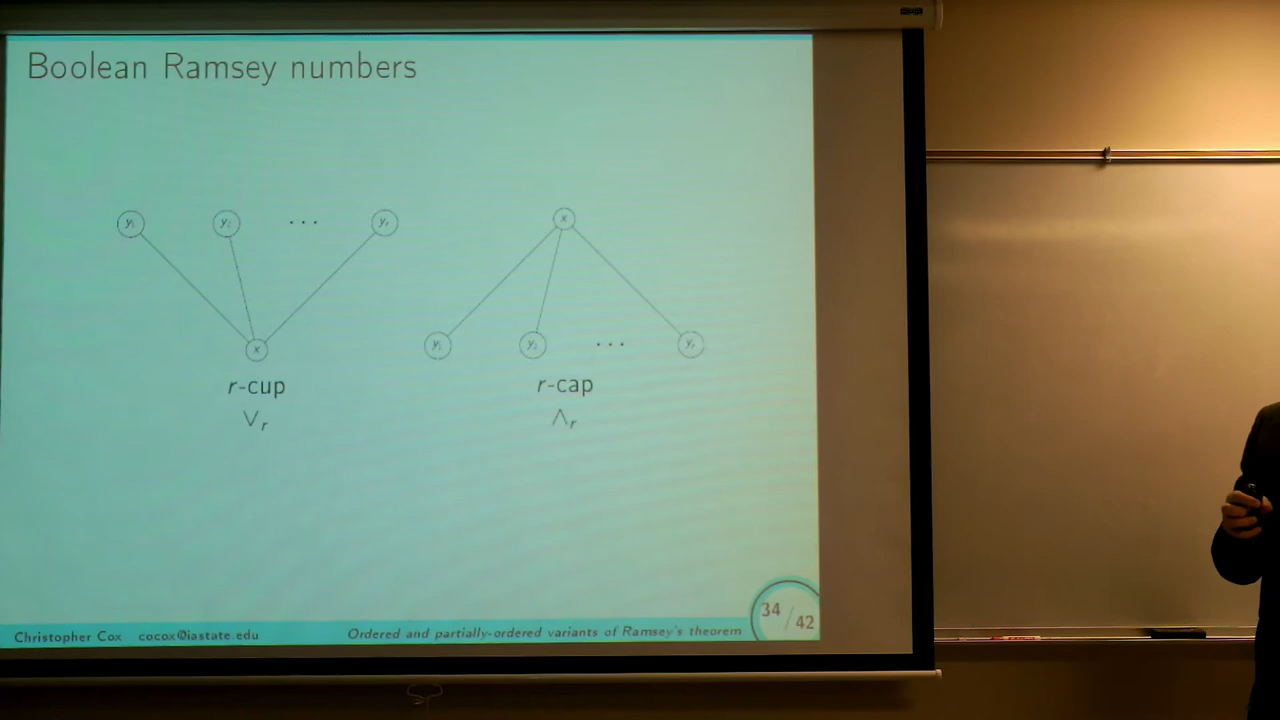 Boolean Ramsey numbers
y₁ y₂ ··· yᵣ
x
x
y₁ y₂ ··· yᵣ
r-cup
r-cap
∨ᵣ
∧ᵣ
34/42
Christopher Cox cocox@iastate.edu Ordered and partially-ordered variants of Ramsey's theorem